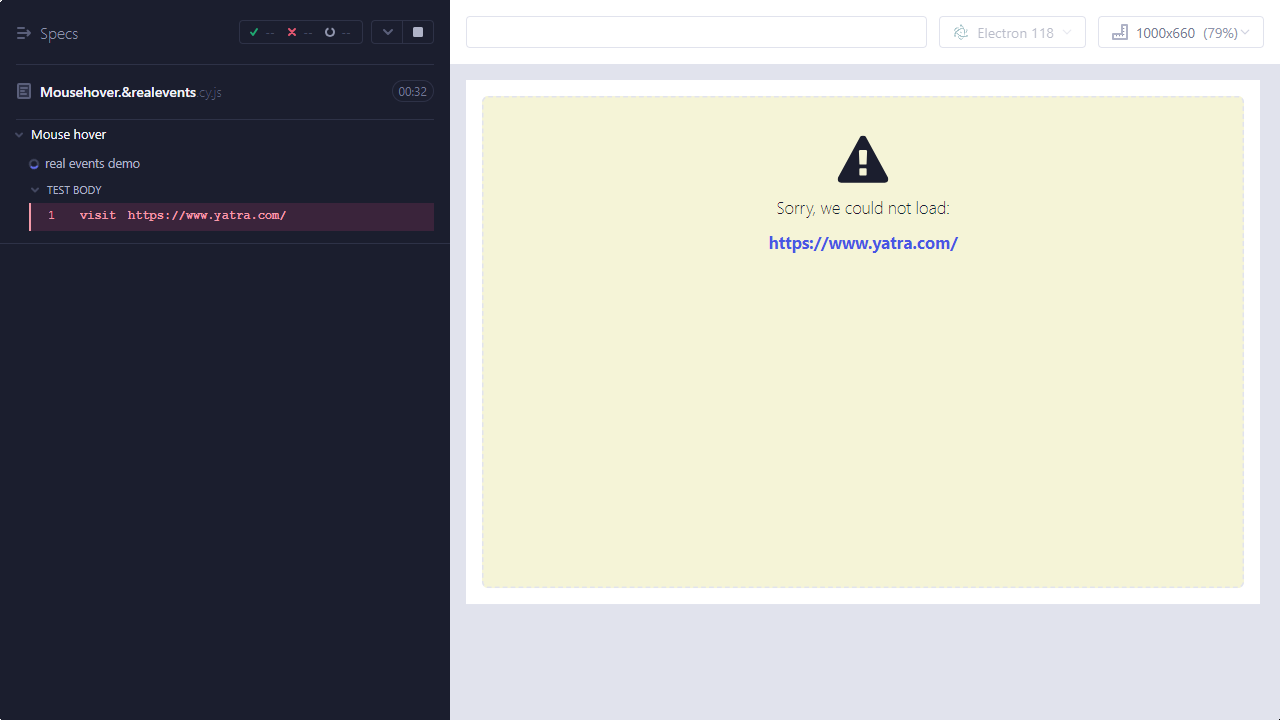 Specs
--
--
--
Mousehover.&realevents.cy.js
00:32
Mouse hover
real events demo
TEST BODY
1 visit https://www.yatra.com/
Electron 118
1000x660 (79%)
Sorry, we could not load:
https://www.yatra.com/